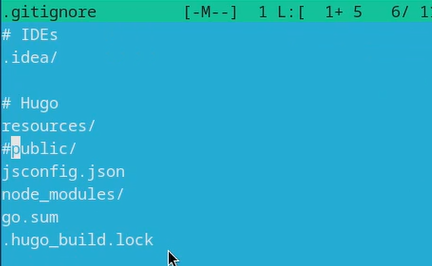 .gitignore [-M--] 1 L:[ 1+ 5 6/ 1
# IDEs
.idea/
# Hugo
resources/
#public/
jsconfig.json
node_modules/
go.sum
.hugo_build.lock